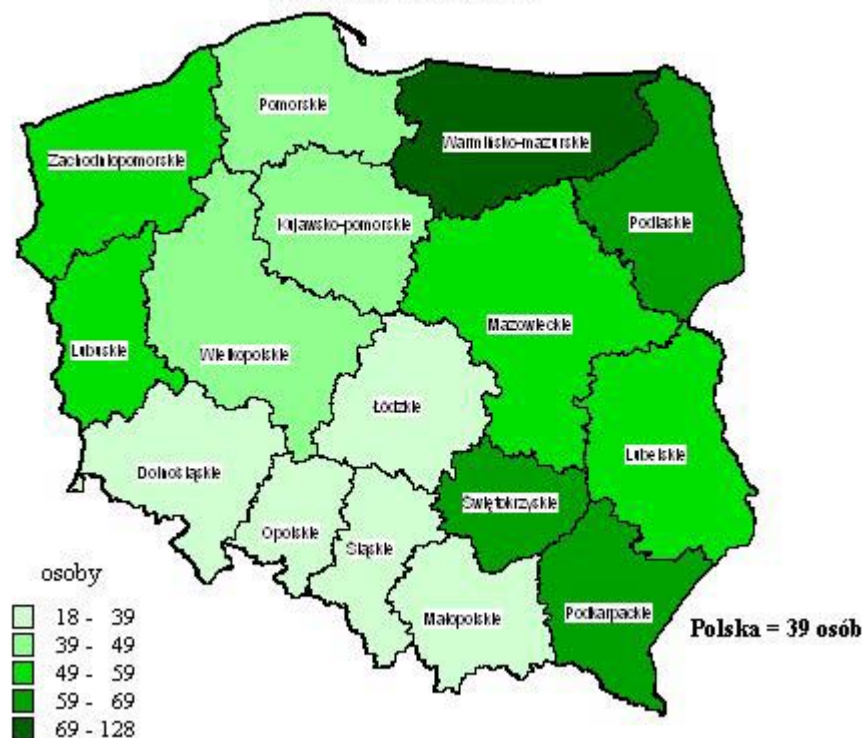 Pomorskie
Warmińsko-mazurskie
Zachodniopomorskie
Podlaskie
Kujawsko-pomorskie
Mazowieckie
Lubuskie
Wielkopolskie
Łódzkie
Lubelskie
Dolnośląskie
Świętokrzyskie
Opolskie
Śląskie
Małopolskie
Podkarpackie
Polska = 39 osób
osoby
18 - 39
39 - 49
49 - 59
59 - 69
69 - 128